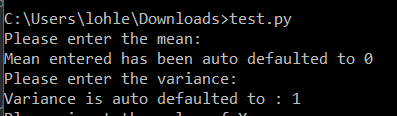 C:\Users\lohle\Downloads>test.py
Please enter the mean:
Mean entered has been auto defaulted to 0
Please enter the variance:
Variance is auto defaulted to : 1